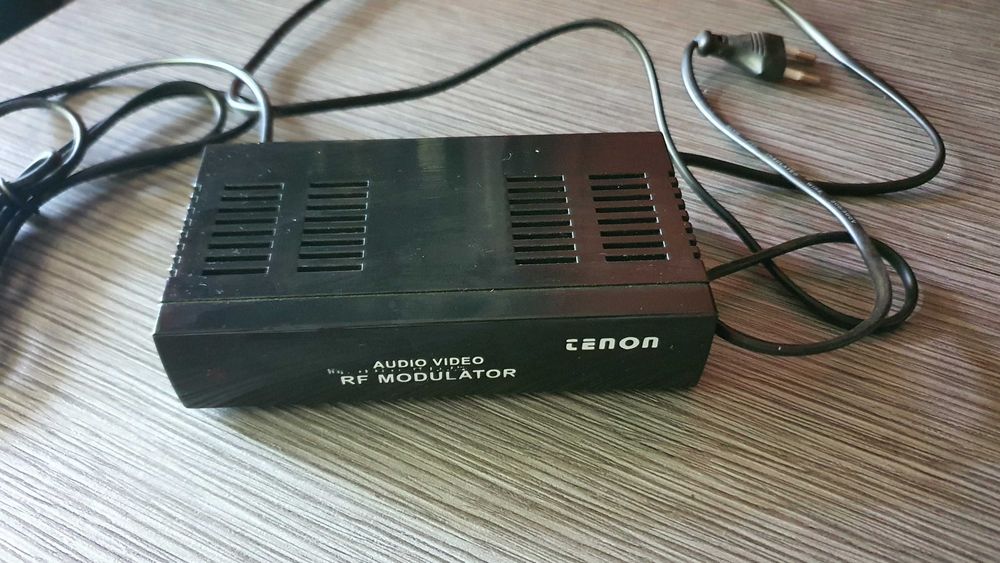 TENON
AUDIO VIDEO
RF MODULATOR